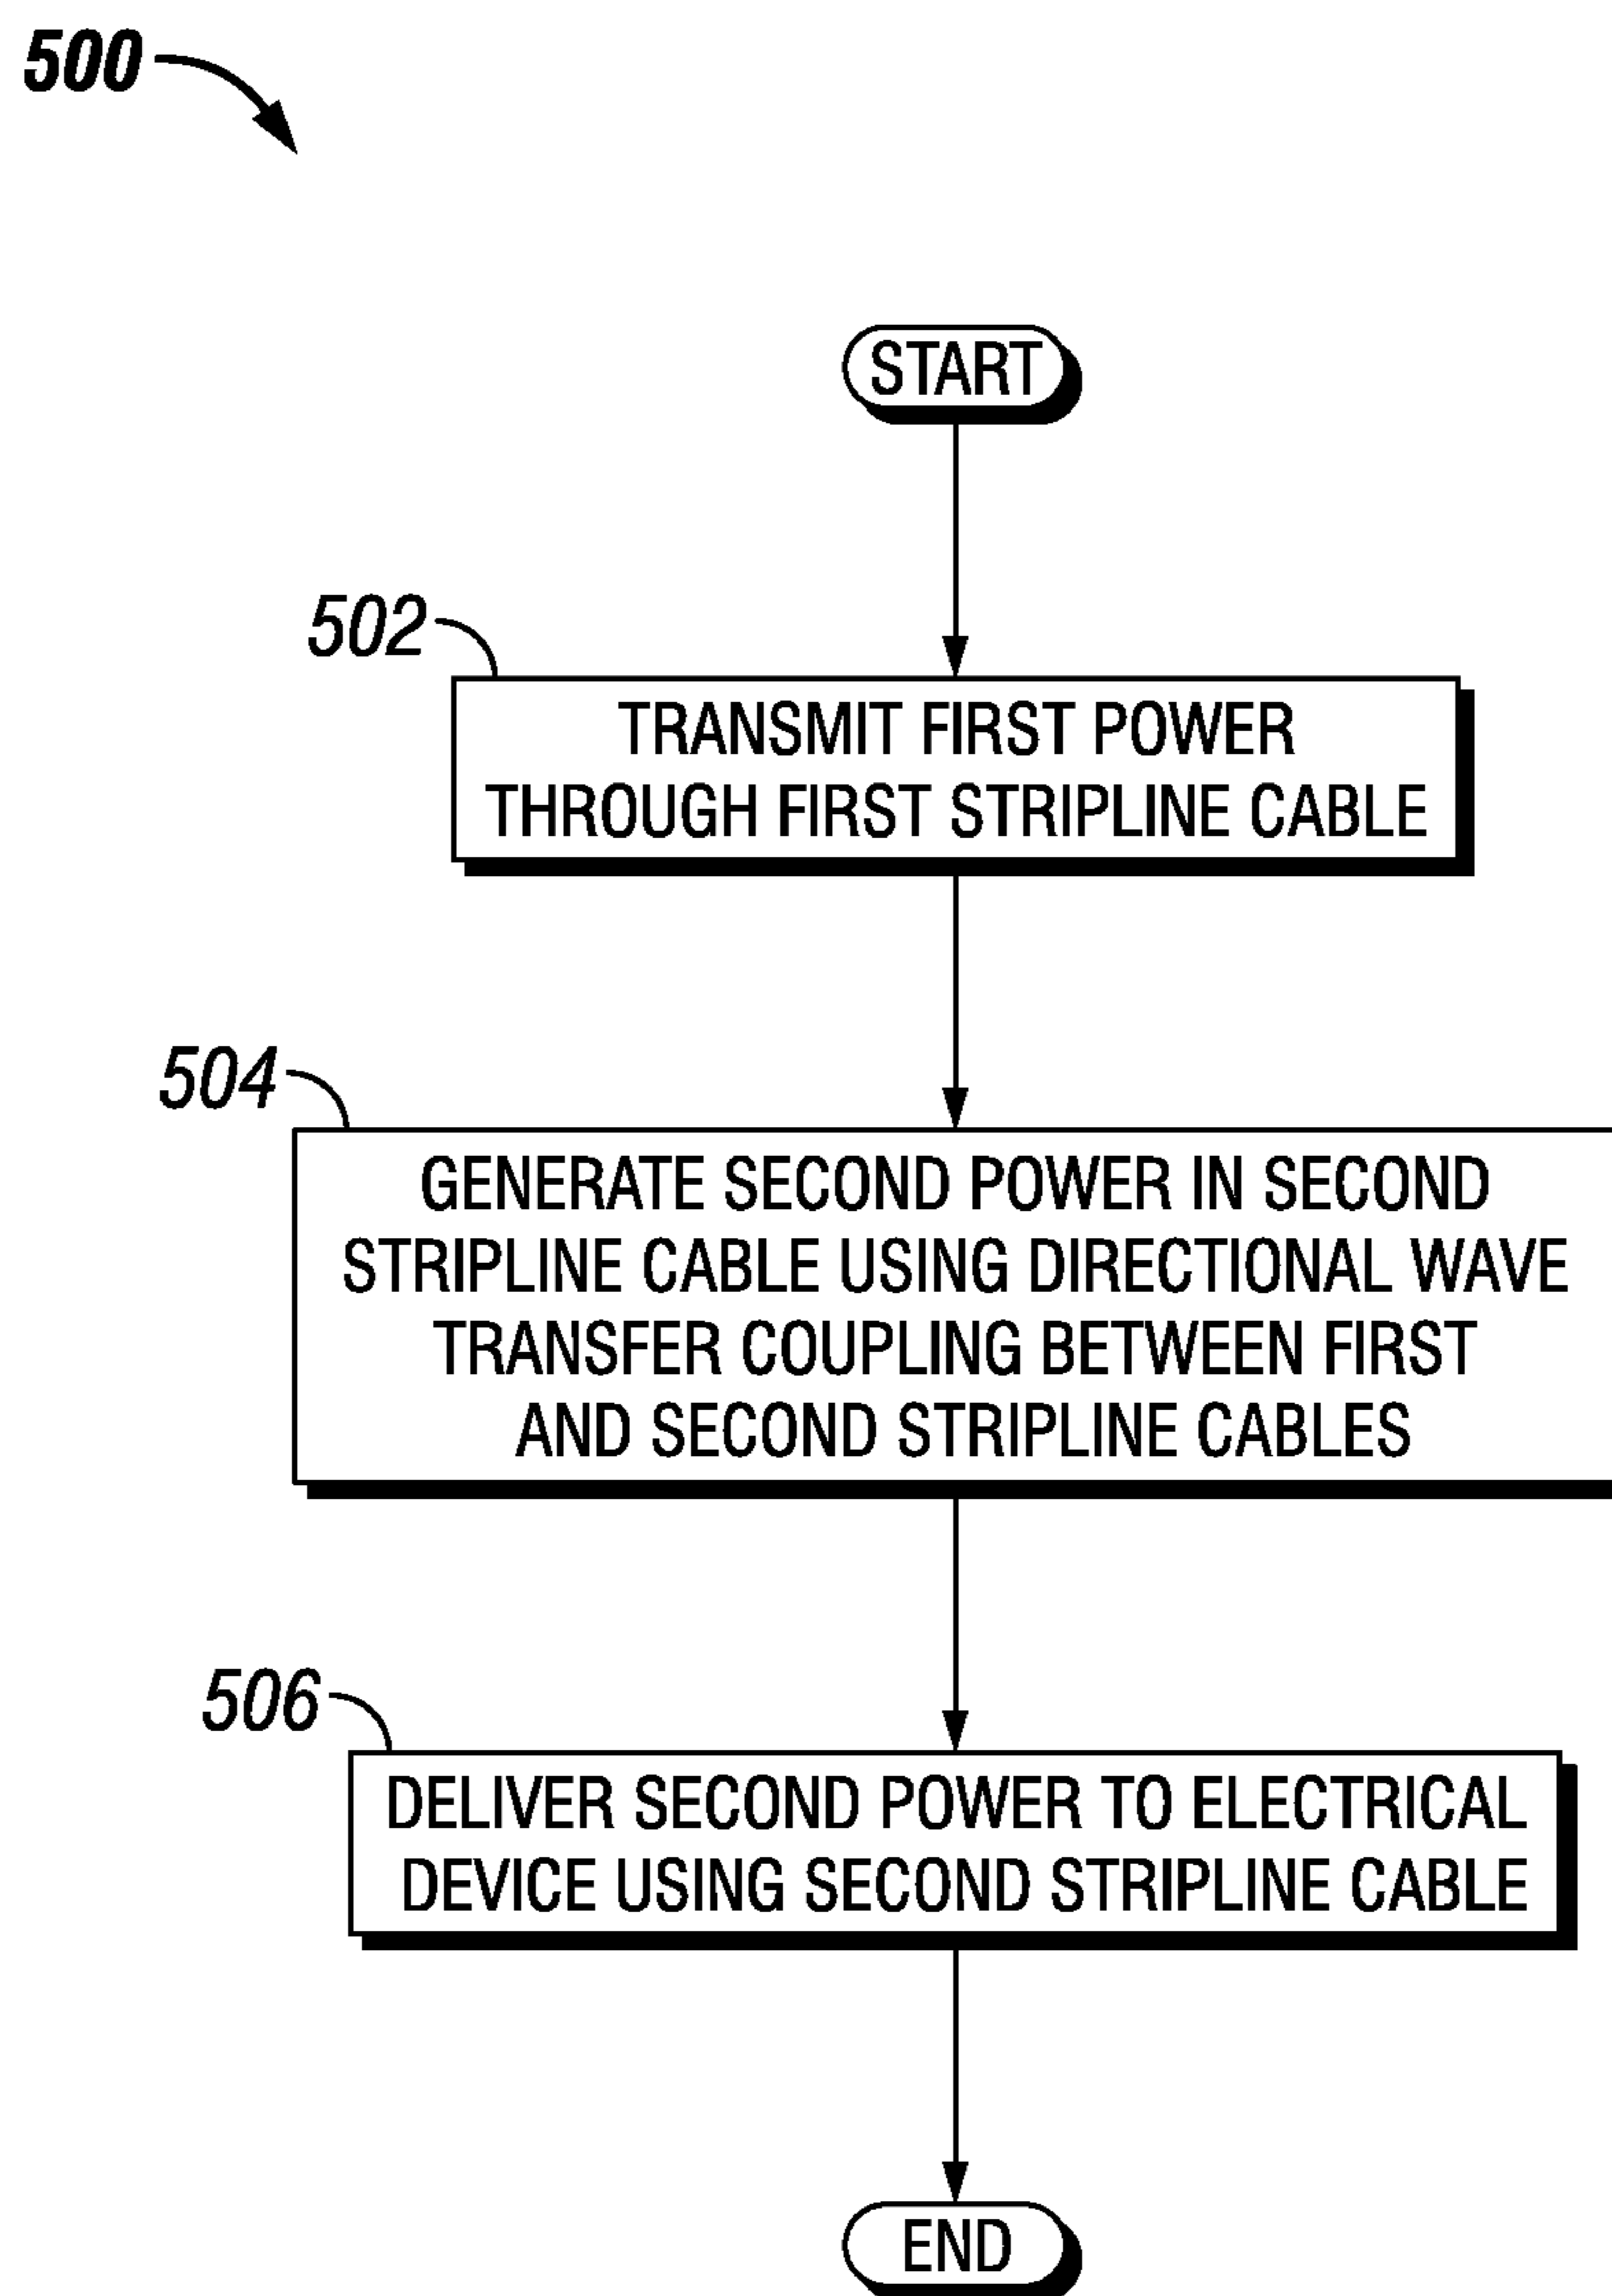 500
START
502
TRANSMIT FIRST POWER
THROUGH FIRST STRIPLINE CABLE
504
GENERATE SECOND POWER IN SECOND
STRIPLINE CABLE USING DIRECTIONAL WAVE
TRANSFER COUPLING BETWEEN FIRST
AND SECOND STRIPLINE CABLES
506
DELIVER SECOND POWER TO ELECTRICAL
DEVICE USING SECOND STRIPLINE CABLE
END